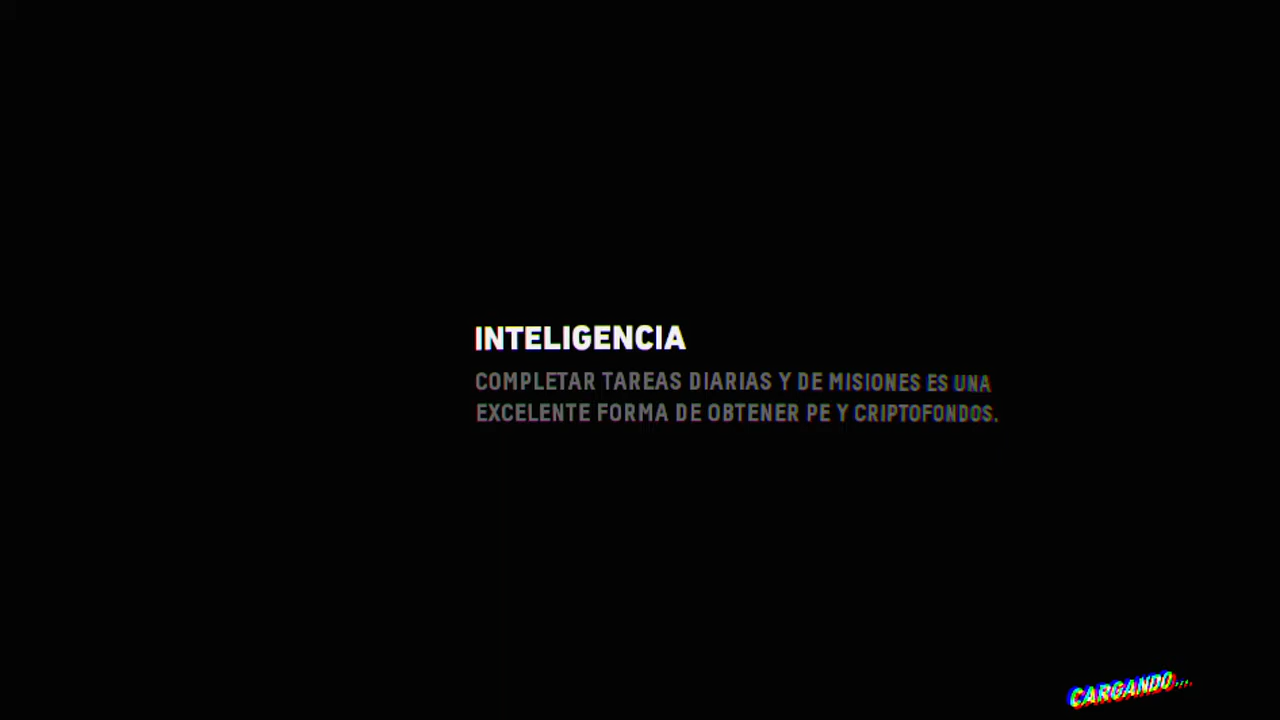 INTELIGENCIA
COMPLETAR TAREAS DIARIAS Y DE MISIONES ES UNA
EXCELENTE FORMA DE OBTENER PE Y CRIPTOFONDOS.
CARGANDO...